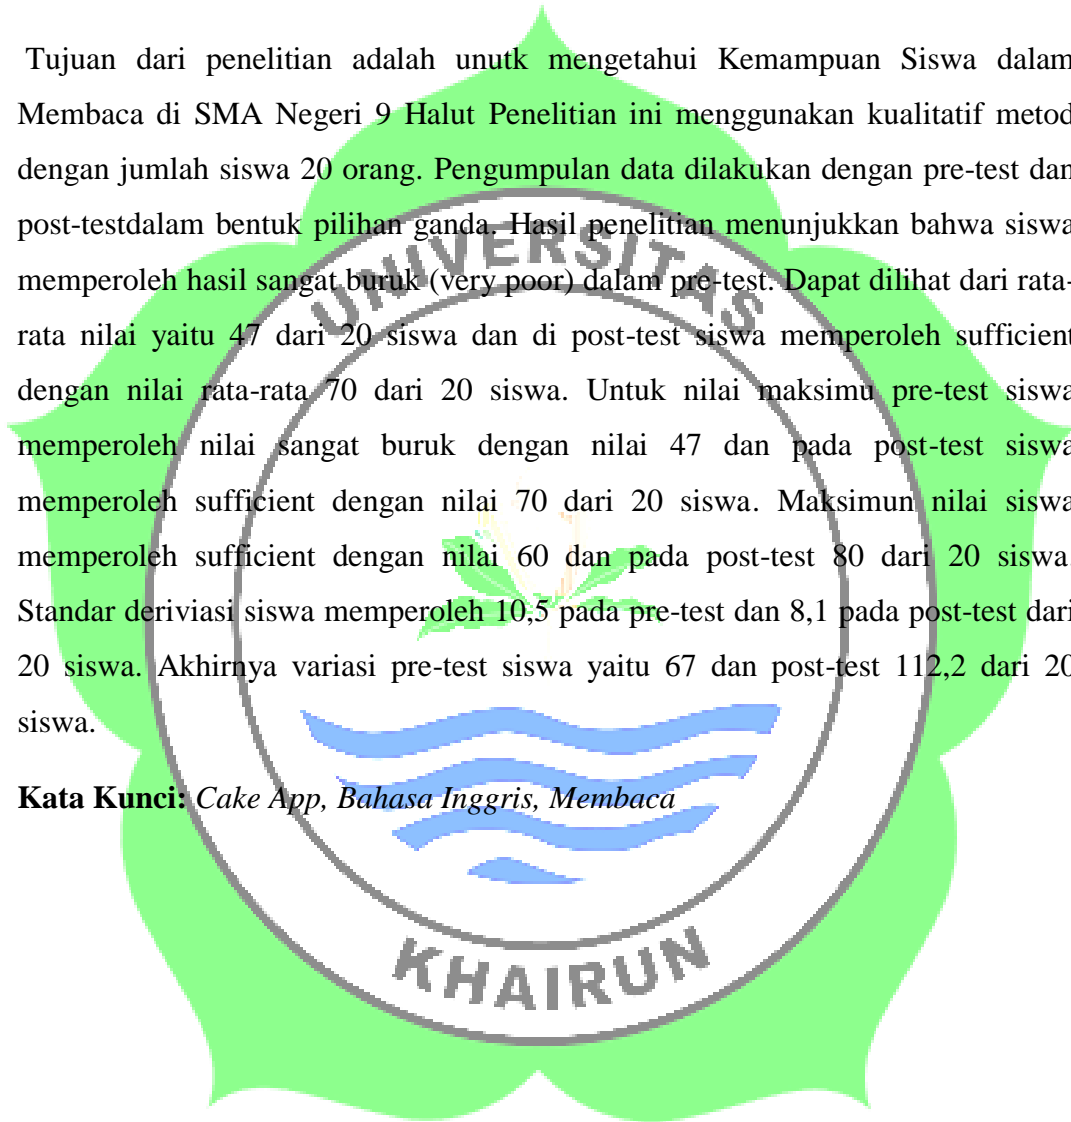 Tujuan dari penelitian adalah unutk mengetahui Kemampuan Siswa dalam
Membaca di SMA Negeri 9 Halut Penelitian ini menggunakan kualitatif metod
dengan jumlah siswa 20 orang. Pengumpulan data dilakukan dengan pre-test dan
post-testdalam bentuk pilihan ganda. Hasil penelitian menunjukkan bahwa siswa
memperoleh hasil sangat buruk (very poor) dalam pre-test. Dapat dilihat dari rata-
rata nilai yaitu 47 dari 20 siswa dan di post-test siswa memperoleh sufficient
dengan nilai rata-rata 70 dari 20 siswa. Untuk nilai maksimu pre-test siswa
memperoleh nilai sangat buruk dengan nilai 47 dan pada post-test siswa
memperoleh sufficient dengan nilai 70 dari 20 siswa. Maksimun nilai siswa
memperoleh sufficient dengan nilai 60 dan pada post-test 80 dari 20 siswa.
Standar deriviasi siswa memperoleh 10,5 pada pre-test dan 8,1 pada post-test dari
20 siswa. Akhirnya variasi pre-test siswa yaitu 67 dan post-test 112,2 dari 20
siswa.
Kata Kunci: Cake App, Bahasa Inggris, Membaca
UNIVERSITAS
KHAIRUN